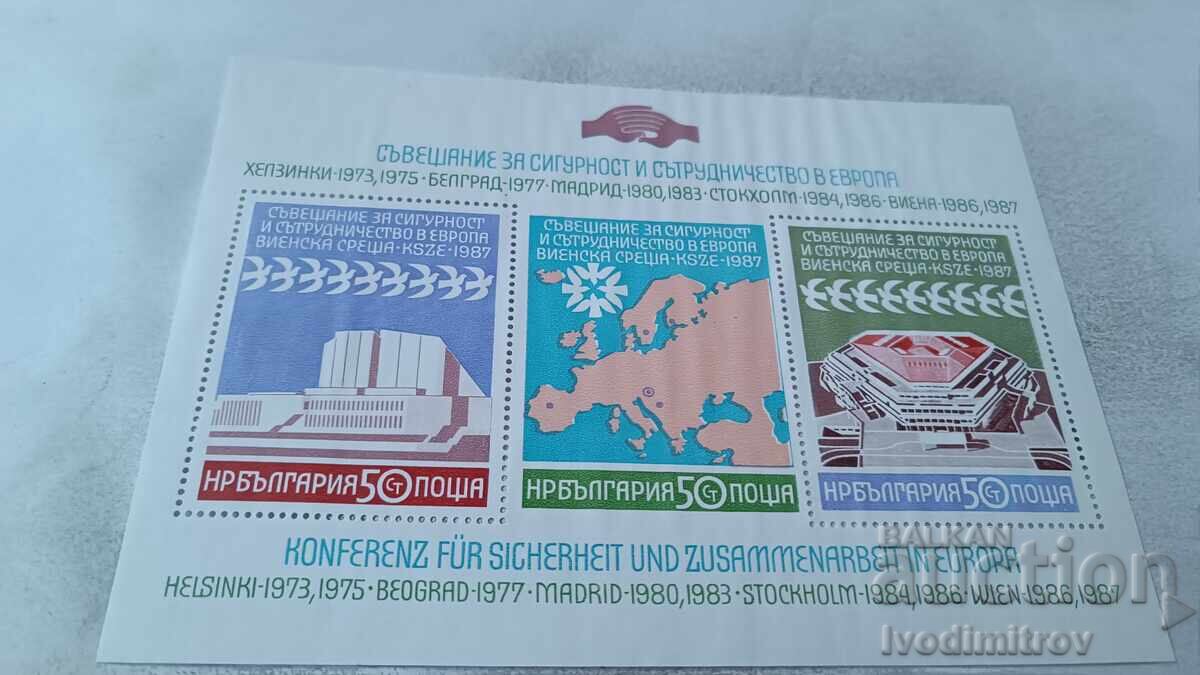 СЪВЕЩАНИЕ ЗА СИГУРНОСТ И СЪТРУДНИЧЕСТВО В ЕВРОПА
ХЕЛЗИНКИ-1973,1975·БЕЛГРАД-1977·МАДРИД-1980,1983·СТОКХОЛМ-1984,1986·ВИЕНА-1986,1987
СЪВЕЩАНИЕ ЗА СИГУРНОСТ
И СЪТРУДНИЧЕСТВО В ЕВРОПА
ВИЕНСКА СРЕЩА·KSZE·1987
НРБЪЛГАРИЯ 50 СТ ПОЩА
СЪВЕЩАНИЕ ЗА СИГУРНОСТ
И СЪТРУДНИЧЕСТВО В ЕВРОПА
ВИЕНСКА СРЕЩА·KSZE·1987
НРБЪЛГАРИЯ 50 СТ ПОЩА
СЪВЕЩАНИЕ ЗА СИГУРНОСТ
И СЪТРУДНИЧЕСТВО В ЕВРОПА
ВИЕНСКА СРЕЩА·KSZE·1987
НРБЪЛГАРИЯ 50 СТ ПОЩА
KONFERENZ FÜR SICHERHEIT UND ZUSAMMENARBEIT IN EUROPA
HELSINKI-1973,1975·BEOGRAD-1977·MADRID-1980,1983·STOCKHOLM-1984,1986·WIEN-1986,1987
BALKAN
auction
Ivodimitrov